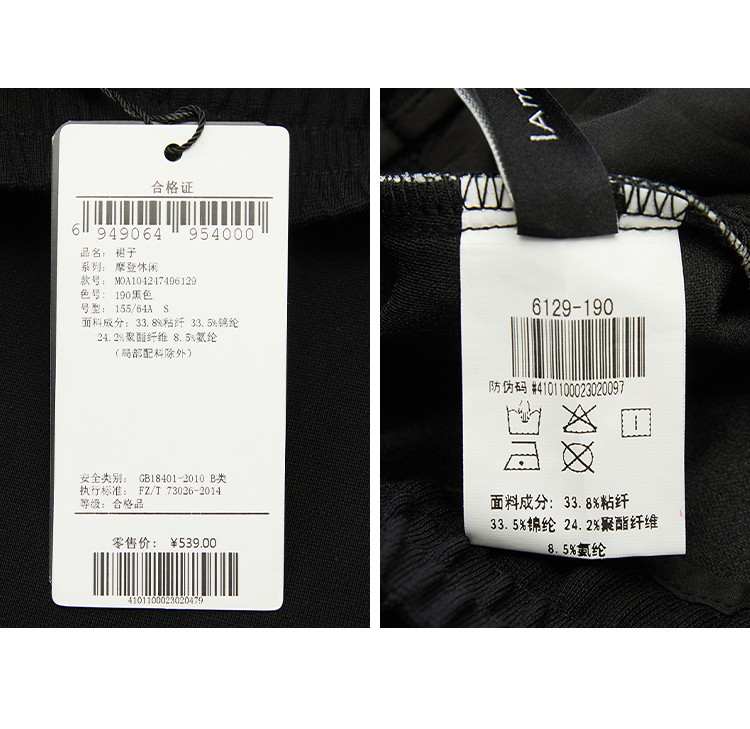 合格证
6 949064 954000
品名: 裙子
系列: 摩登休闲
款号: MOA104247496129
色号: 190黑色
号型: 155/64A S
面料成分: 33.8%粘纤 33.5%锦纶
24.2%聚酯纤维 8.5%氨纶
(局部配料除外)
安全类别: GB18401-2010 B类
执行标准: FZ/T 73026-2014
等级: 合格品
零售价: ¥539.00
4101100023020479
6129-190
防伪码 #4101100023020097
面料成分: 33.8%粘纤
33.5%锦纶 24.2%聚酯纤维
8.5%氨纶